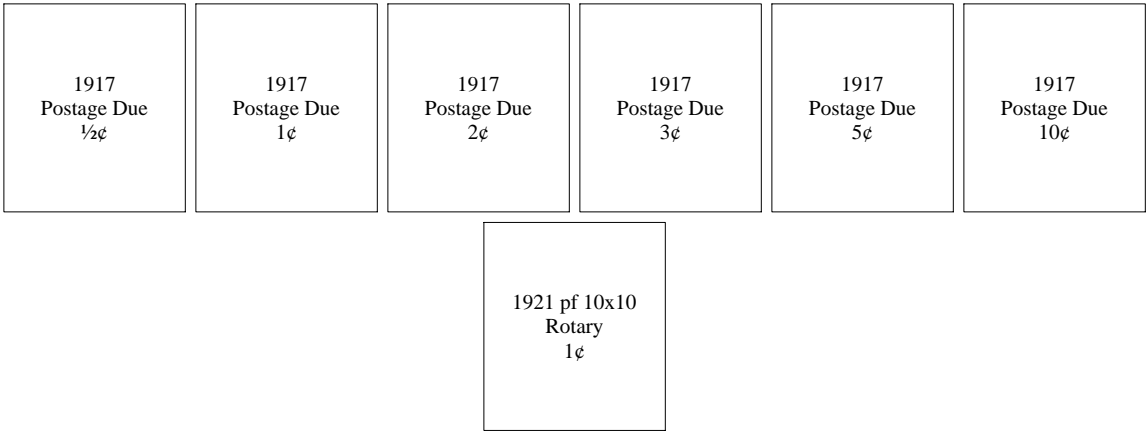 1917
Postage Due
½¢
1917
Postage Due
1¢
1917
Postage Due
2¢
1917
Postage Due
3¢
1917
Postage Due
5¢
1917
Postage Due
10¢
1921 pf 10x10
Rotary
1¢